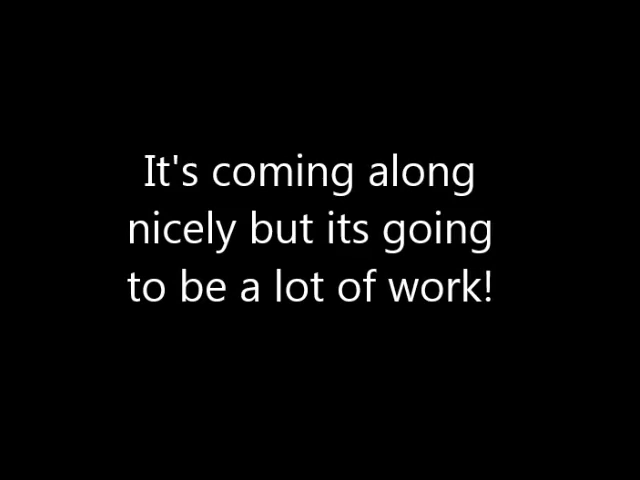 It's coming along
nicely but its going
to be a lot of work!